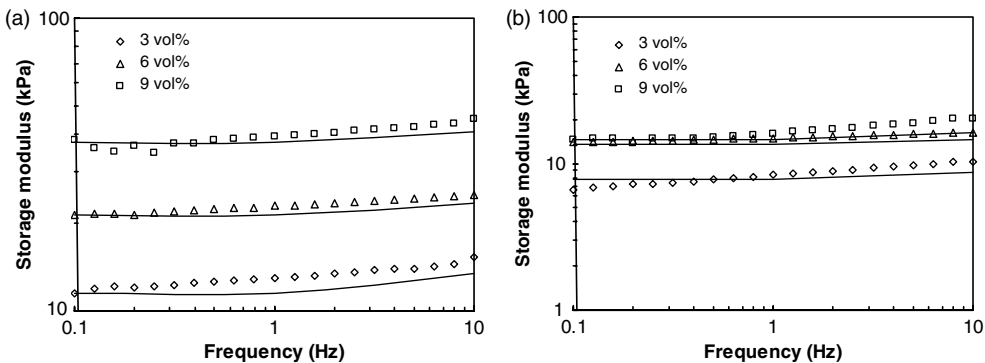 (a)
Storage modulus (kPa)
100
10
3 vol%
6 vol%
9 vol%
0.1
1
10
Frequency (Hz)
(b)
Storage modulus (kPa)
100
10
1
3 vol%
6 vol%
9 vol%
0.1
1
10
Frequency (Hz)